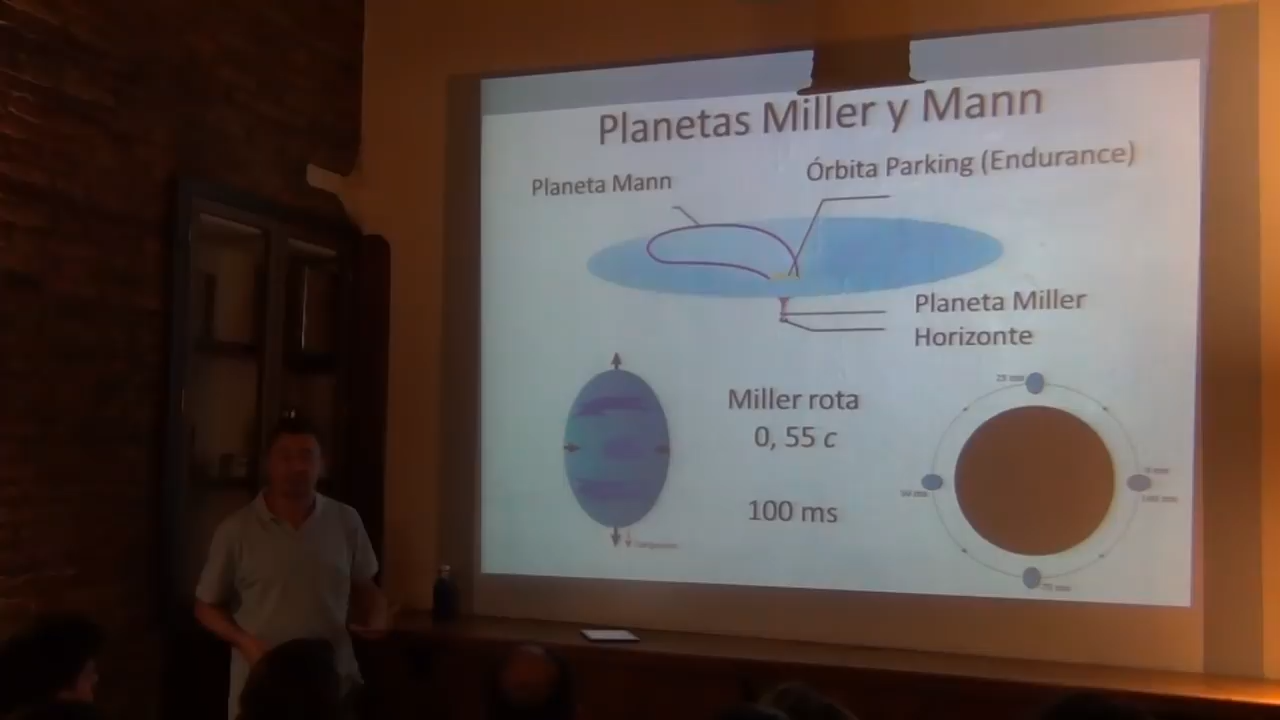 Planetas Miller y Mann
Planeta Mann
Órbita Parking (Endurance)
Planeta Miller
Horizonte
Miller rota
0, 55 c
100 ms